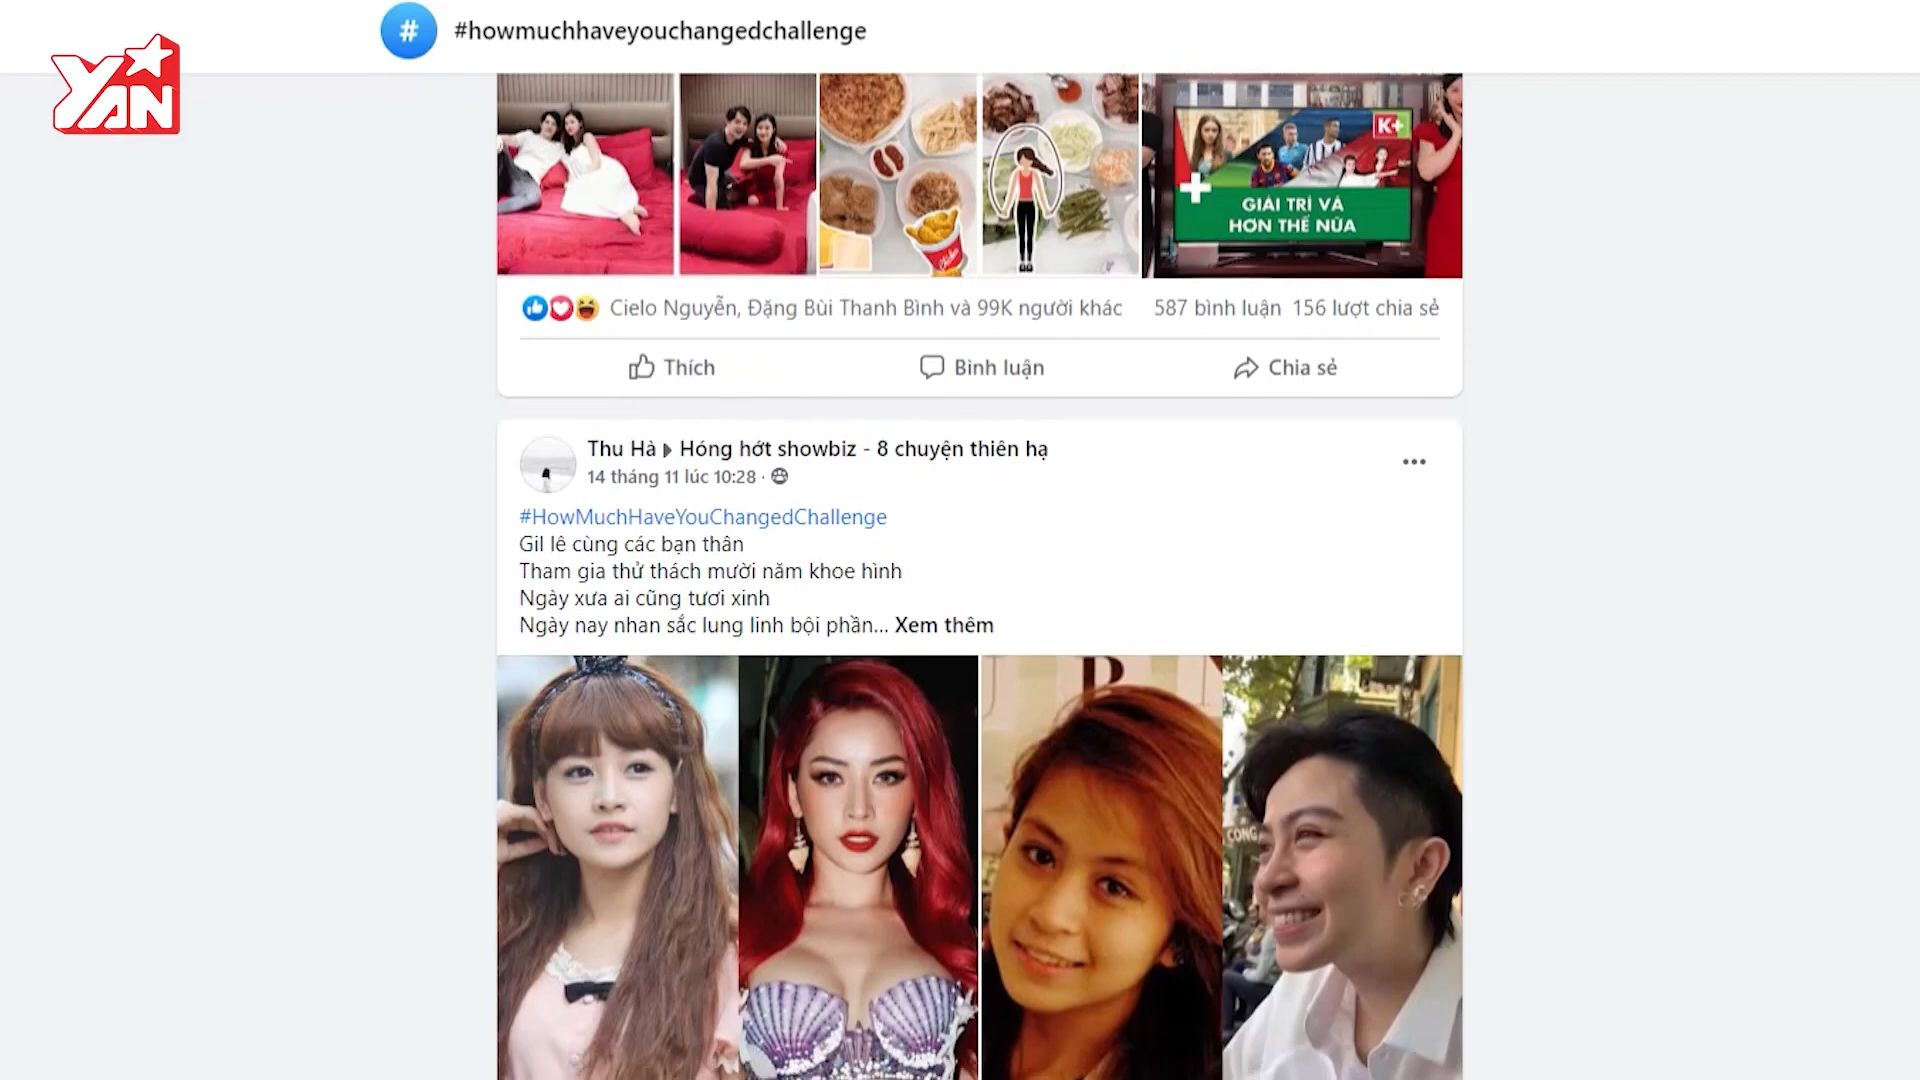 YAN
#
#howmuchhaveyouchangedchallenge
K+
GIẢI TRÍ VÀ
HƠN THẾ NỮA
Chicken
Cielo Nguyễn, Đặng Bùi Thanh Bình và 99K người khác
587 bình luận 156 lượt chia sẻ
Thích
Bình luận
Chia sẻ
Thu Hà Hóng hớt showbiz - 8 chuyện thiên hạ
14 tháng 11 lúc 10:28 ·
#HowMuchHaveYouChangedChallenge
Gil lê cùng các bạn thân
Tham gia thử thách mười năm khoe hình
Ngày xưa ai cũng tươi xinh
Ngày nay nhan sắc lung linh bội phần... Xem thêm
CONG